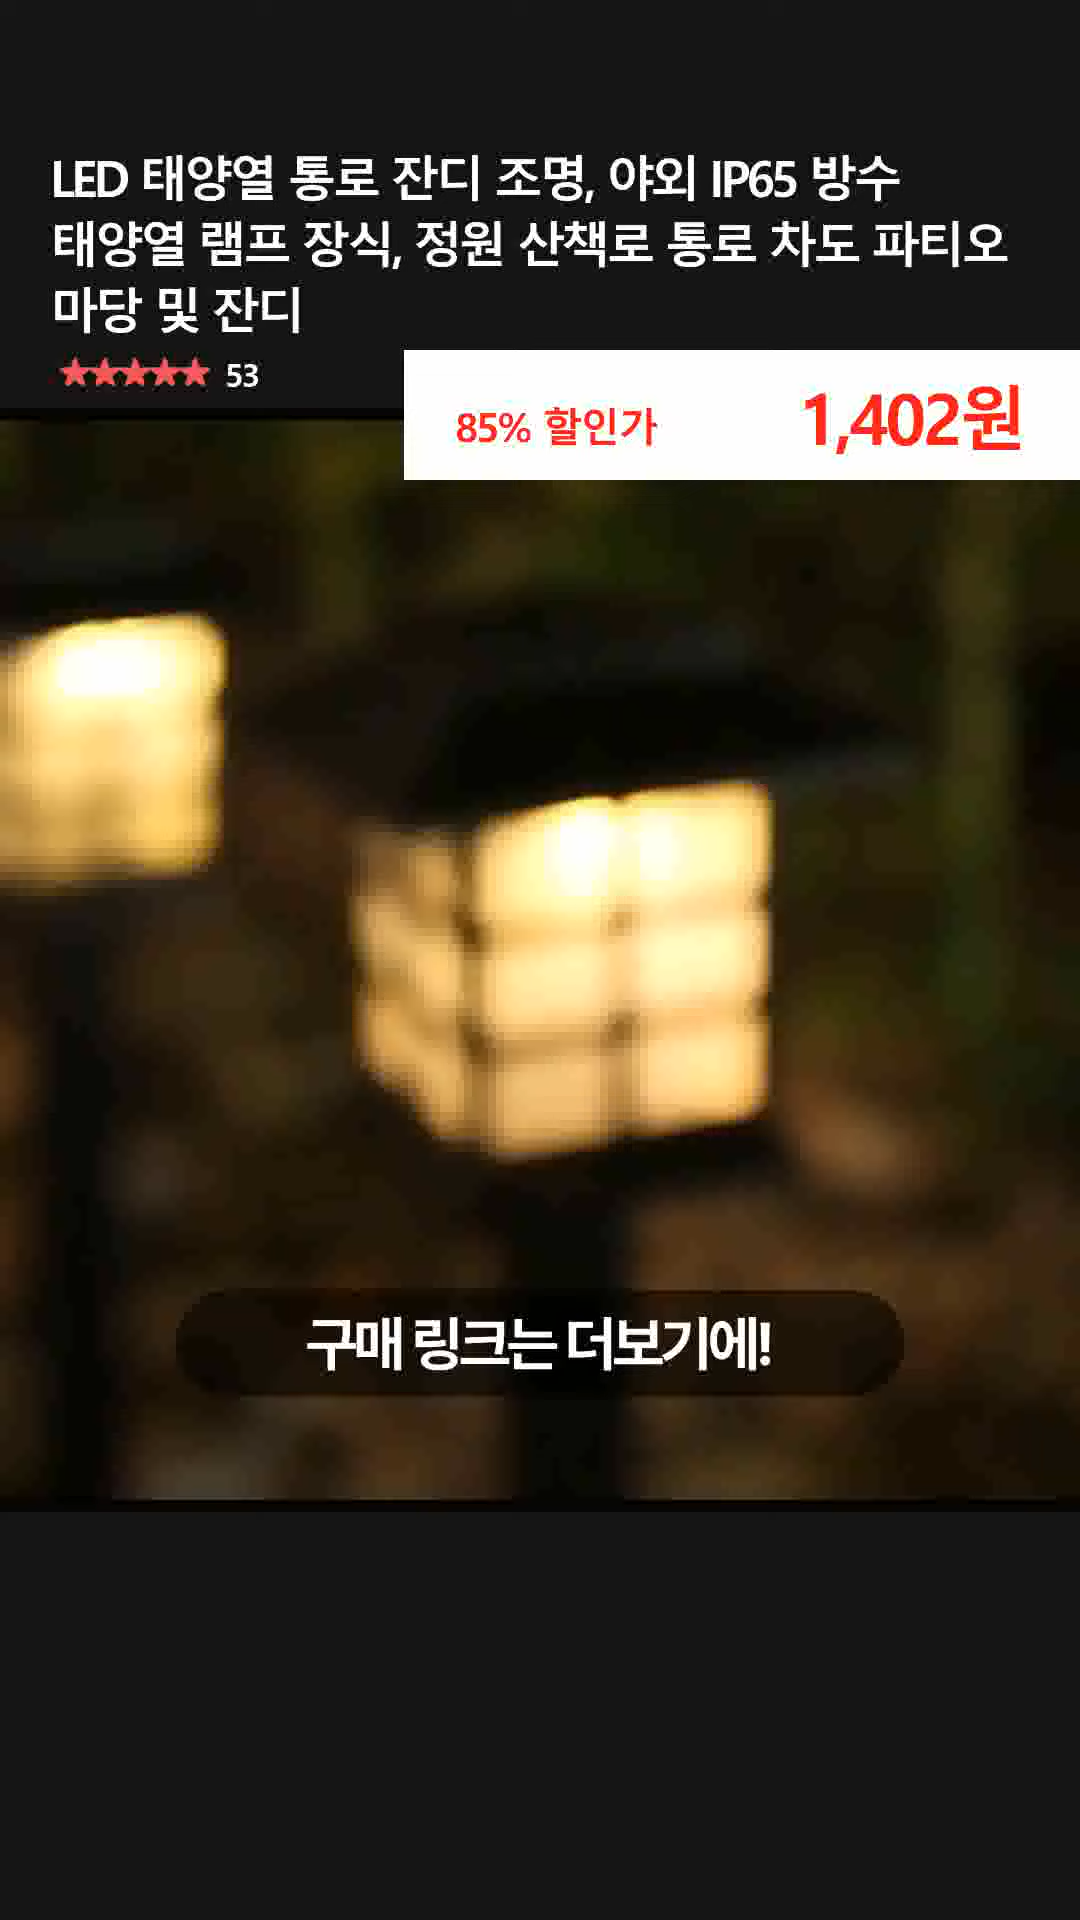 LED 태양열 통로 잔디 조명, 야외 IP65 방수
태양열 램프 장식, 정원 산책로 통로 차도 파티오
마당 및 잔디
★★★★★ 53
85% 할인가 1,402원
구매 링크는 더보기에!